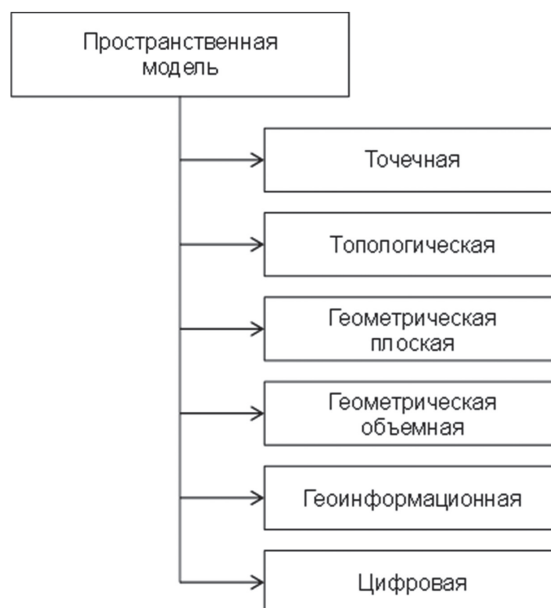 Пространственная
модель
Точечная
Топологическая
Геометрическая
плоская
Геометрическая
объемная
Геоинформационная
Цифровая